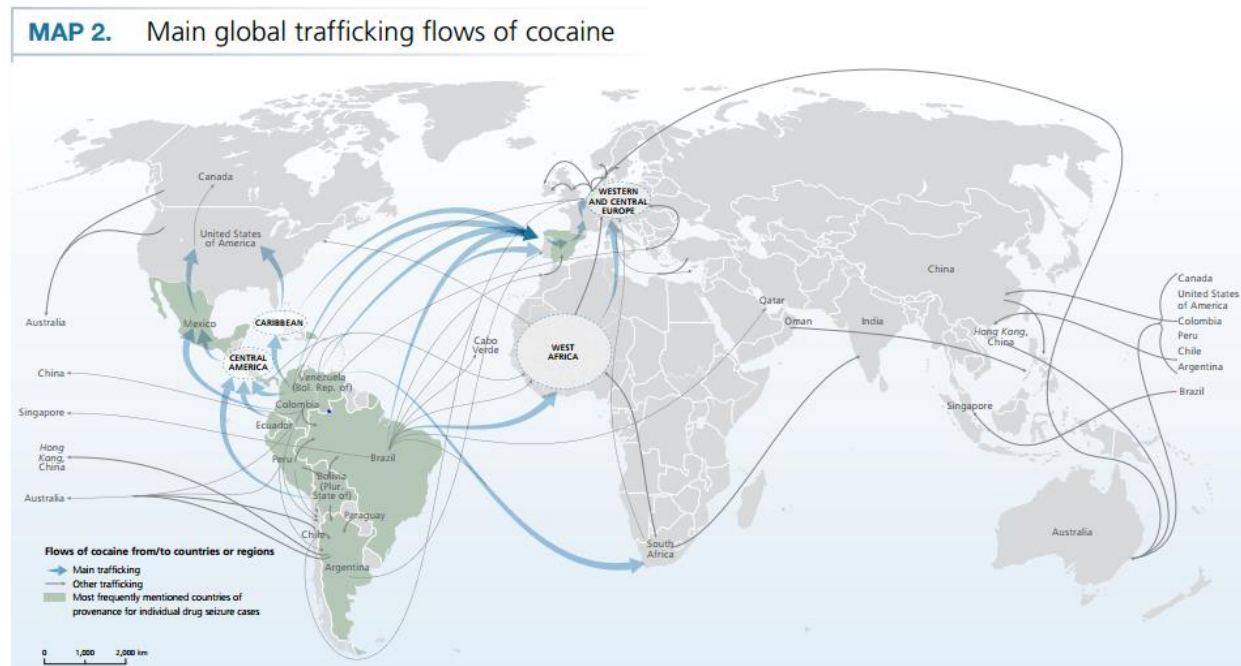 MAP 2. Main global trafficking flows of cocaine
Canada
United States
of America
Australia
Mexico
CARIBBEAN
CENTRAL
AMERICA
China
Singapore
Hong
Kong,
China
Australia
Venezuela
(Bol. Rep. of)
Colombia
Ecuador
Peru
Brazil
Bolivia
(Plur.
State of)
Paraguay
Chile
Argentina
Cabo
Verde
WESTERN
AND CENTRAL
EUROPE
WEST
AFRICA
South
Africa
Qatar
Oman
India
China
Hong Kong,
China
Singapore
Australia
Canada
United States
of America
Colombia
Peru
Chile
Argentina
Brazil
Flows of cocaine from/to countries or regions
Main trafficking
Other trafficking
Most frequently mentioned countries of
provenance for individual drug seizure cases
0 1,000 2,000 km